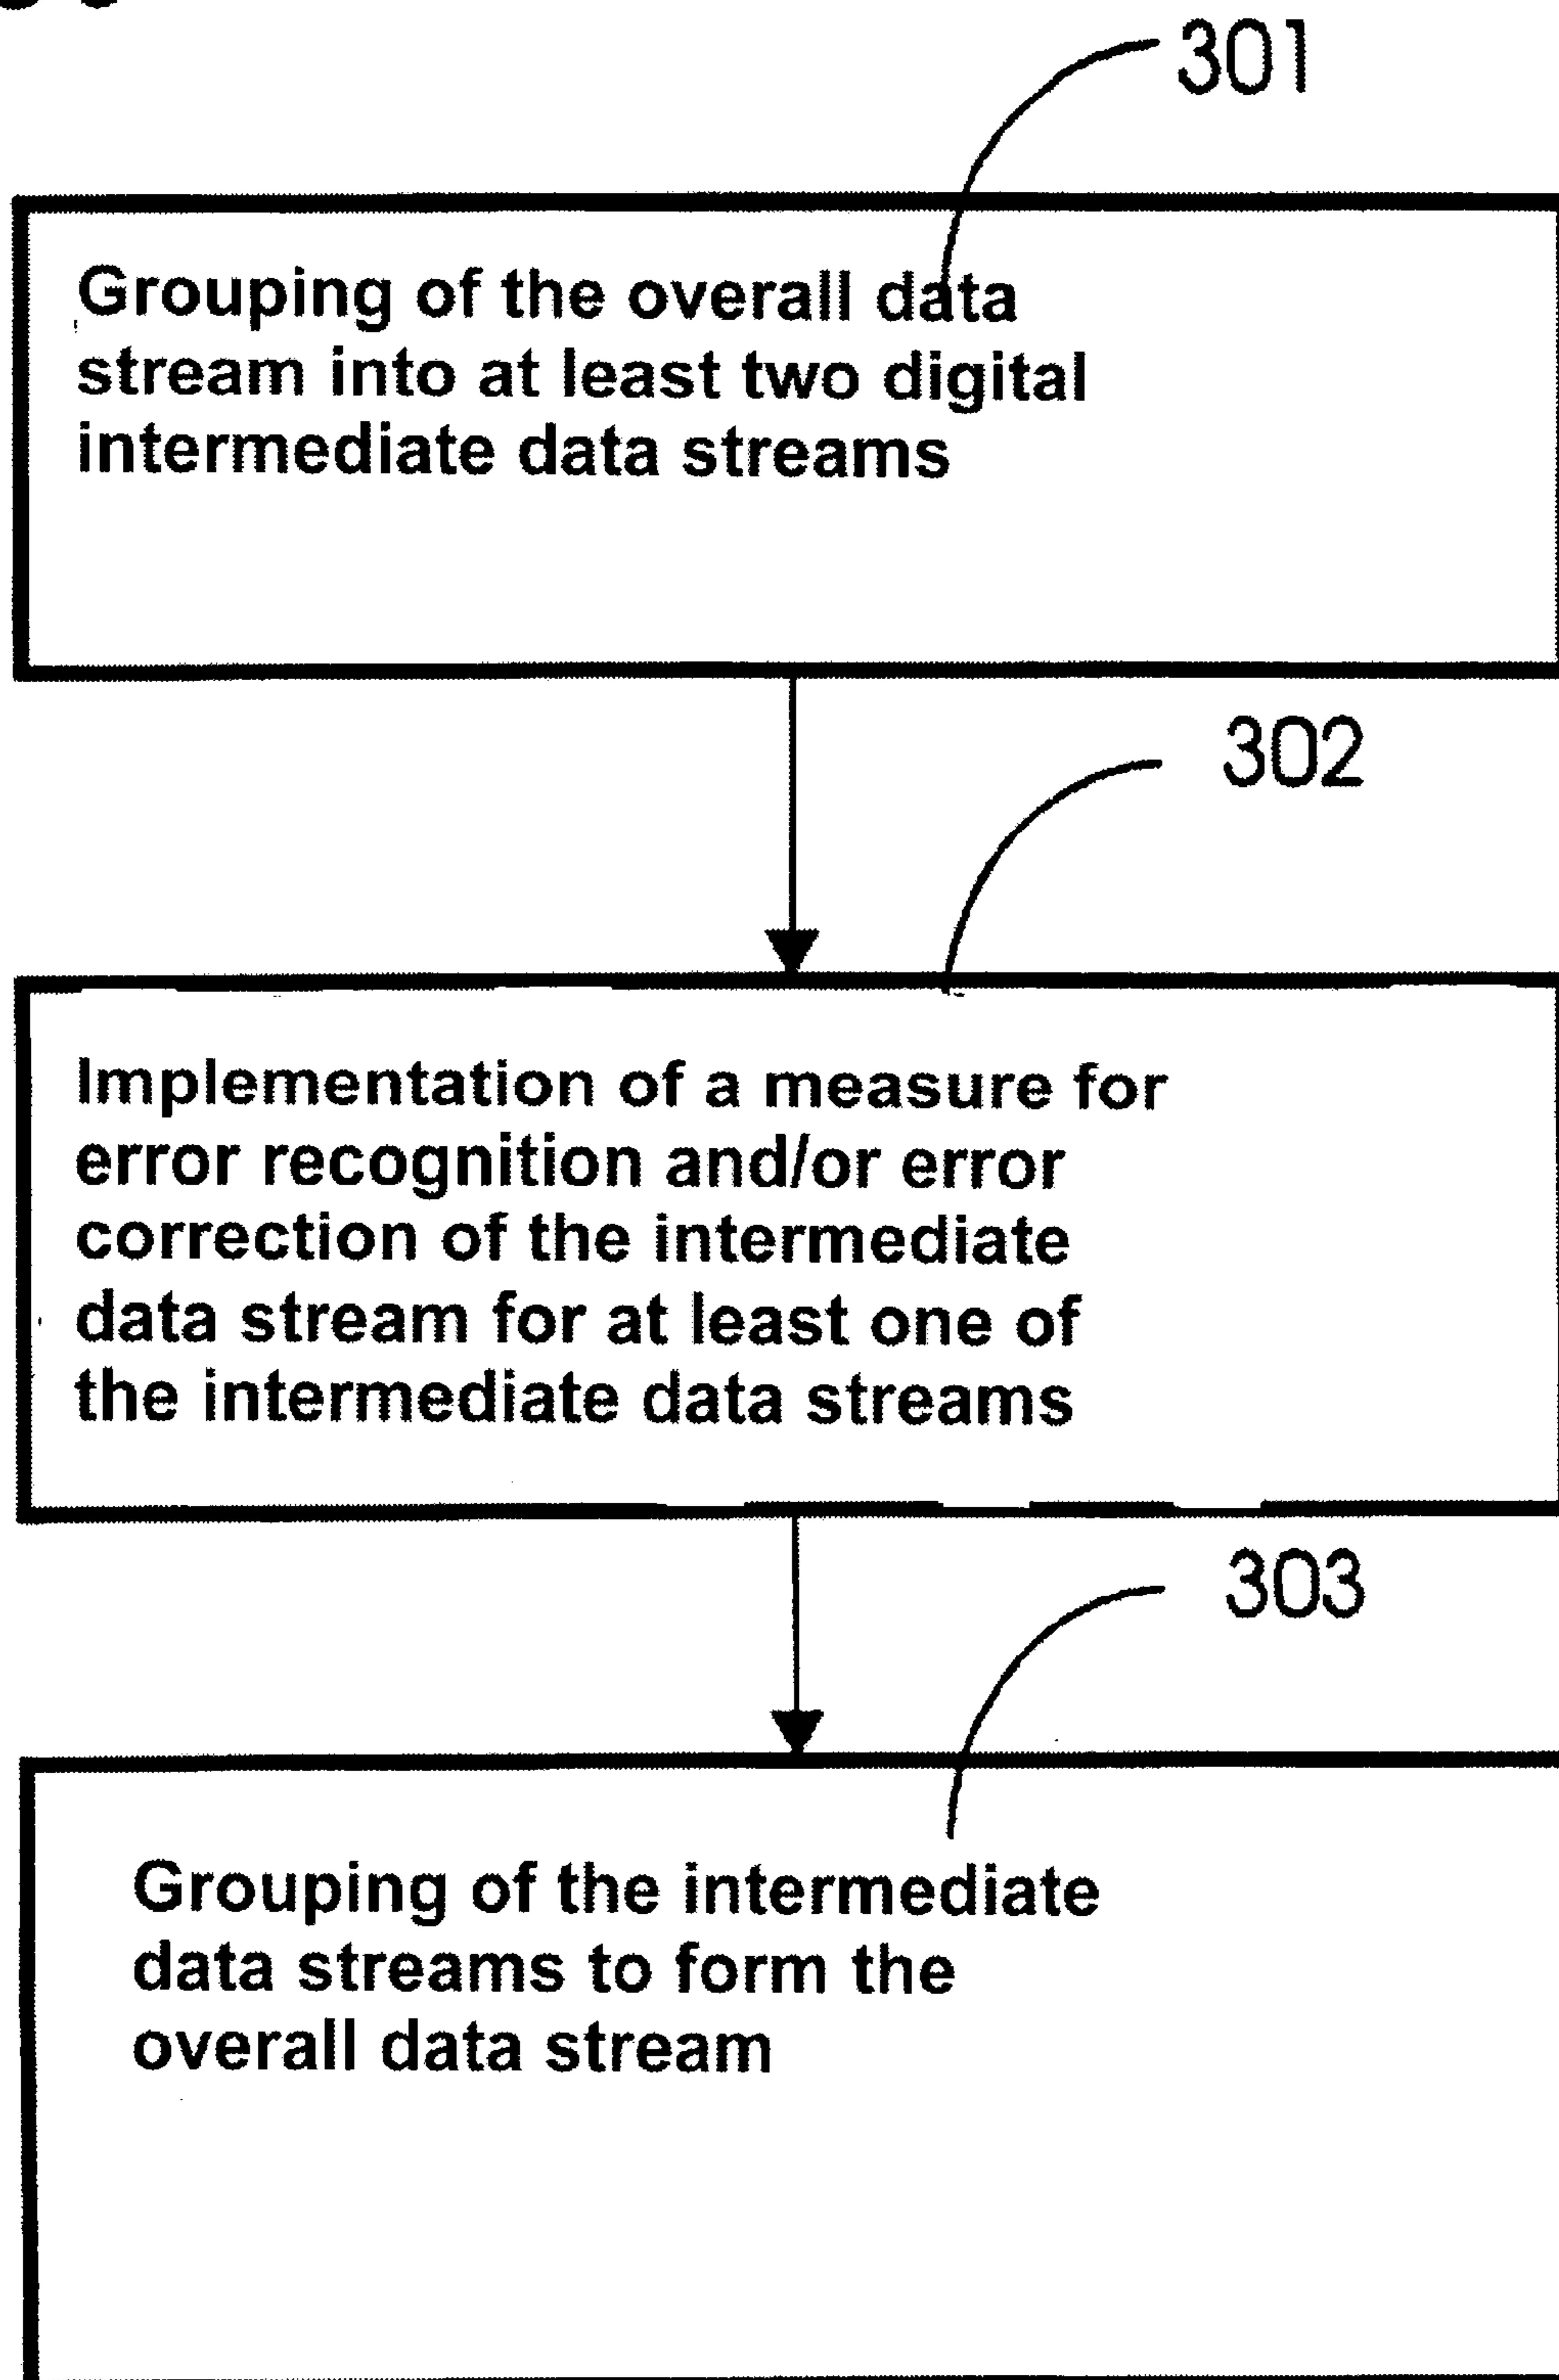 301
Grouping of the overall data
stream into at least two digital
intermediate data streams
302
Implementation of a measure for
error recognition and/or error
correction of the intermediate
data stream for at least one of
the intermediate data streams
303
Grouping of the intermediate
data streams to form the
overall data stream